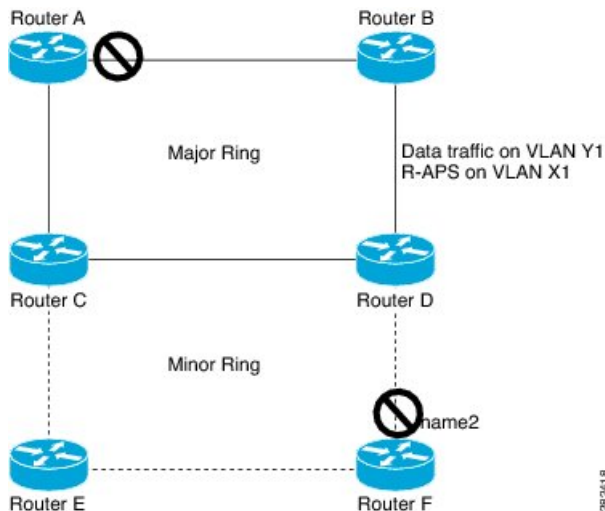 Router A
Router B
Major Ring
Data traffic on VLAN Y1
R-APS on VLAN X1
Router C
Router D
Minor Ring
name2
Router E
Router F